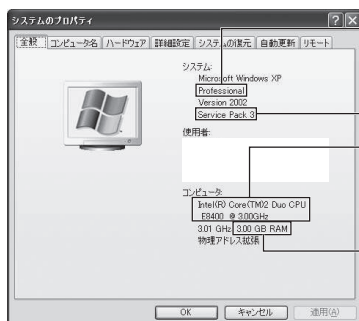 システムのプロパティ
全般 コンピュータ名 ハードウェア 詳細設定 システムの復元 自動更新 リモート
システム:
Microsoft Windows XP
Professional
Version 2002
Service Pack 3
使用者:
コンピュータ:
Intel(R) Core(TM)2 Duo CPU
E8400 @ 3.00GHz
3.01 GHz 3.00 GB RAM
物理アドレス拡張
OK キャンセル 適用(A)